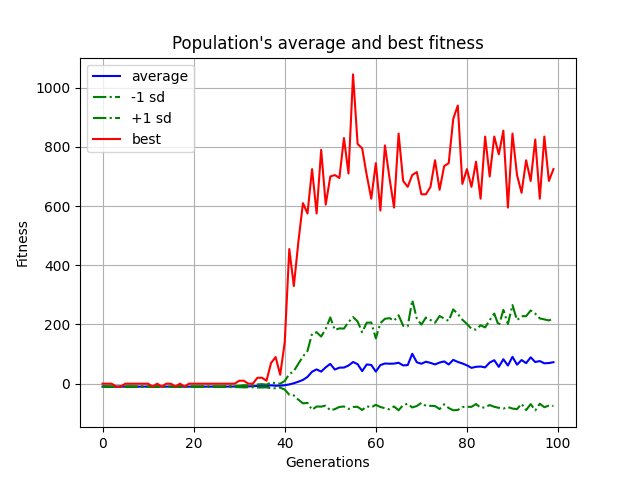 Population's average and best fitness
average
-1 sd
+1 sd
best
1000
800
600
400
200
0
Fitness
0 20 40 60 80 100
Generations